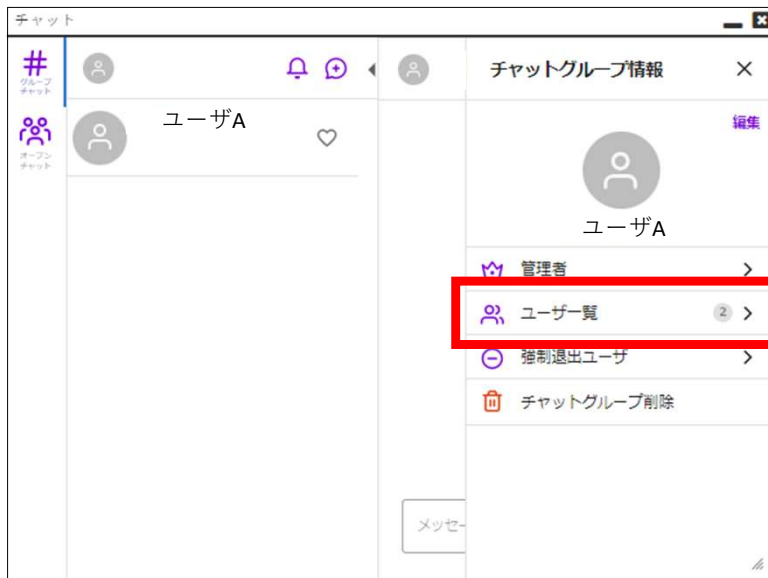 チャット
グループ
チャット
オープン
チャット
ユーザA
チャットグループ情報
編集
ユーザA
管理者
ユーザー覧
2
強制退出ユーザ
チャットグループ削除
メッセー